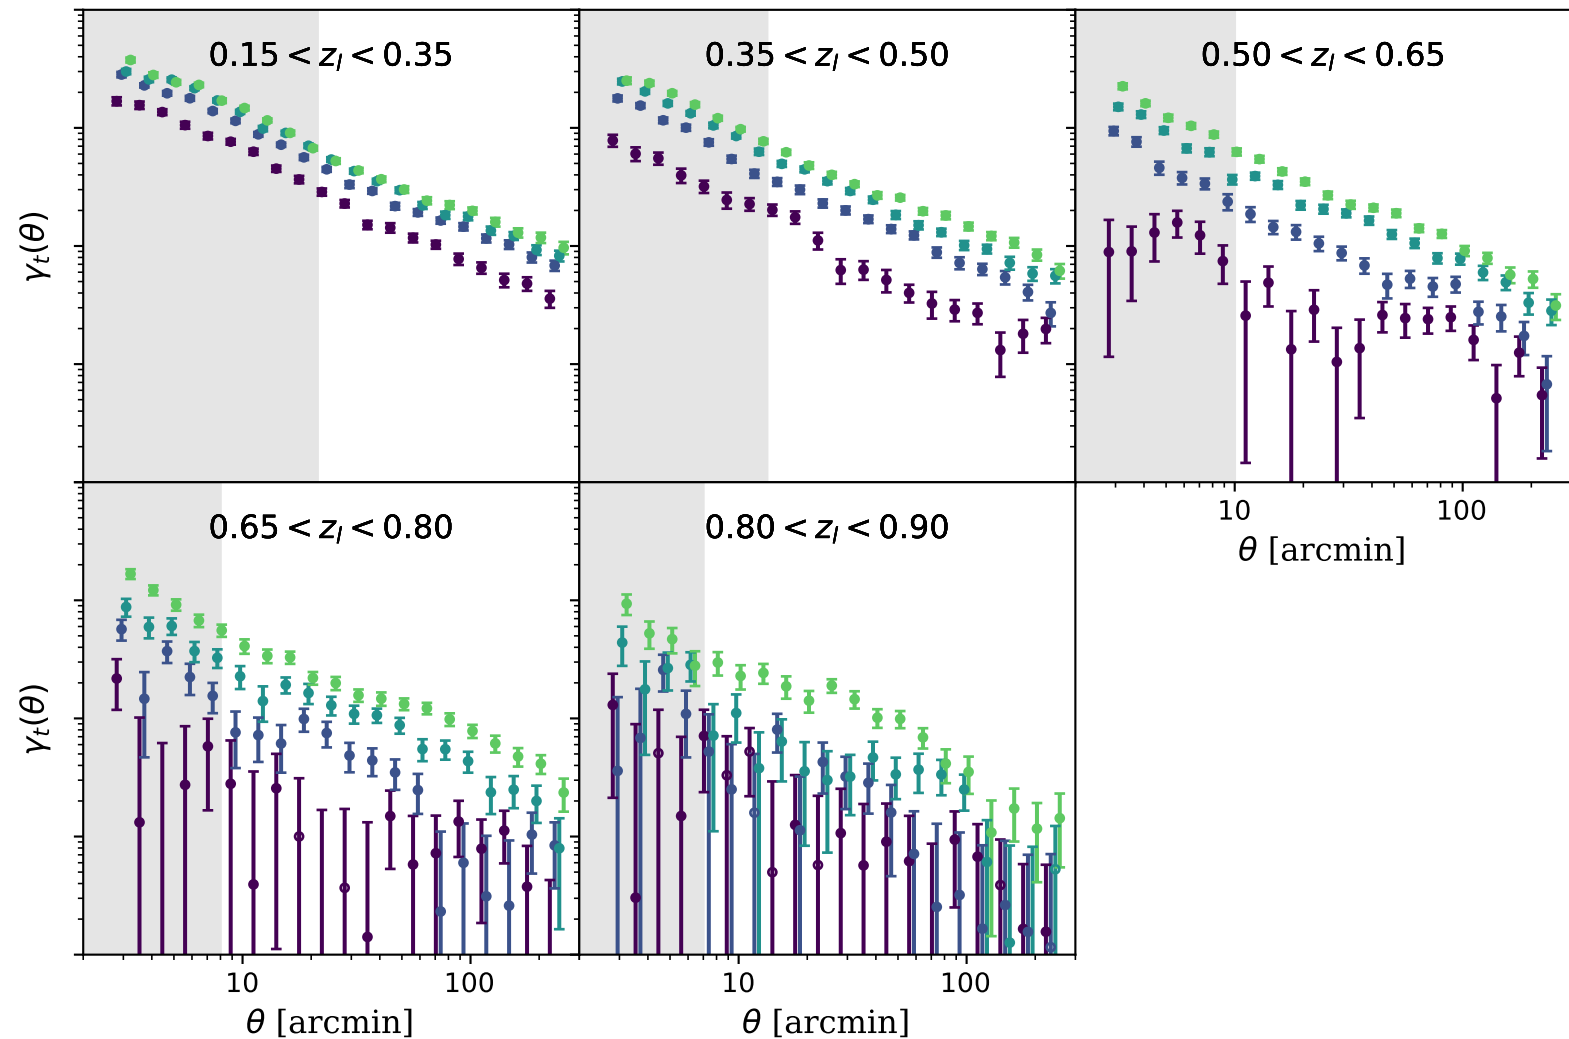 0.15 < z_l < 0.35
0.35 < z_l < 0.50
0.50 < z_l < 0.65
γ_t(θ)
10 100
θ [arcmin]
0.65 < z_l < 0.80
0.80 < z_l < 0.90
γ_t(θ)
10 100
10 100
θ [arcmin]
θ [arcmin]